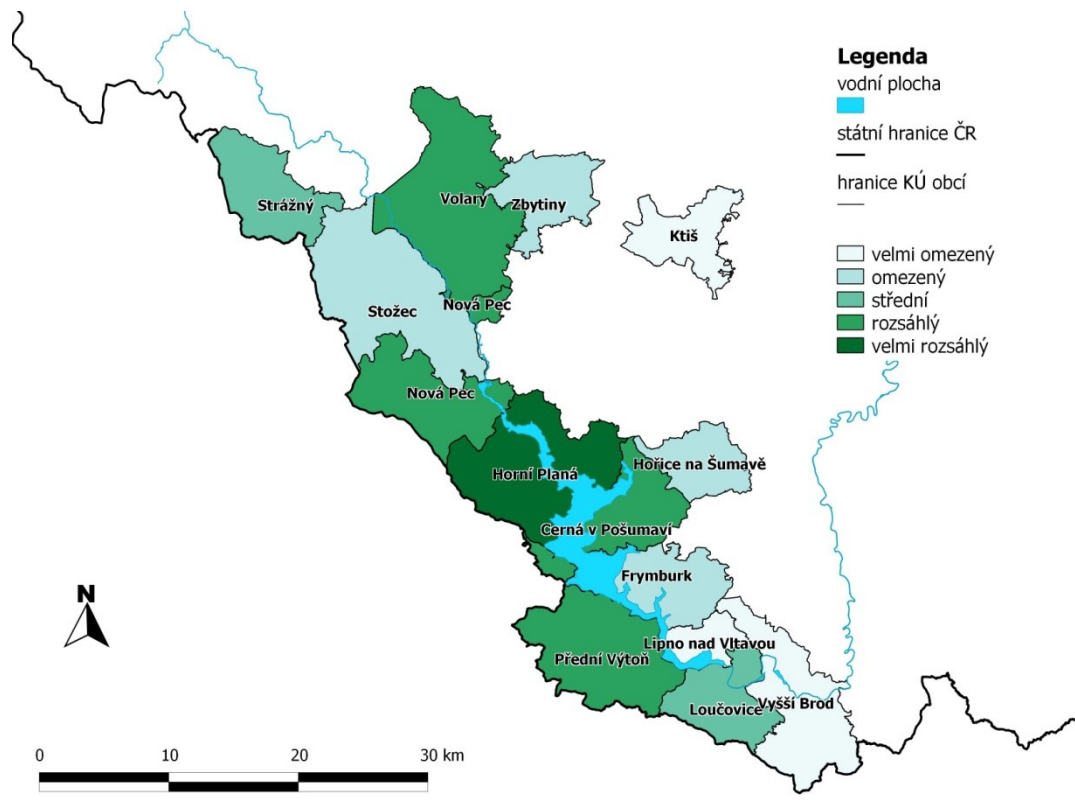 Legenda
vodní plocha
státní hranice ČR
hranice KÚ obcí
velmi omezený
omezený
střední
rozsáhlý
velmi rozsáhlý
Strážný
Volary
Zbytiny
Ktiš
Stožec
Nová Pec
Nová Pec
Hořice na Šumavě
Horní Planá
Černá v Pošumaví
Frymburk
Lipno nad Vltavou
Přední Výtoň
Loučovice
Vyšší Brod
N
0 10 20 30 km